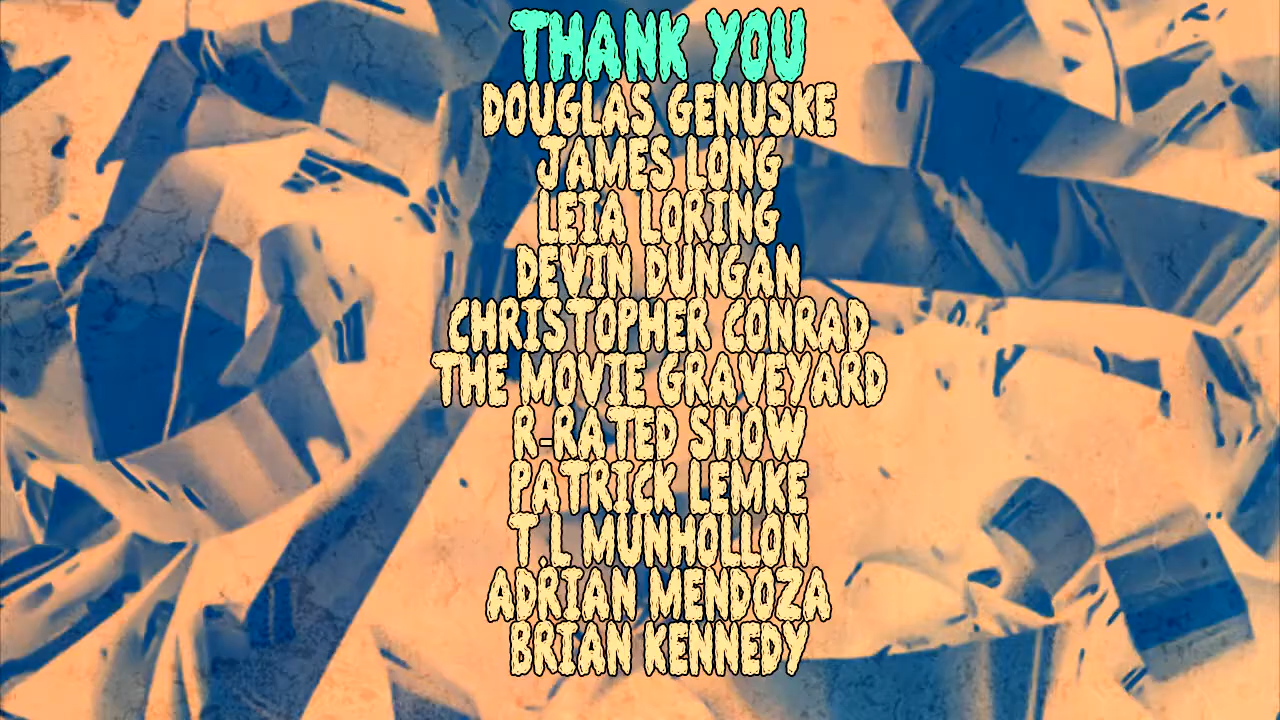 THANK YOU
DOUGLAS GENUSKE
JAMES LONG
LEIA LORING
DEVIN DUNGAN
CHRISTOPHER CONRAD
THE MOVIE GRAVEYARD
R-RATED SHOW
PATRICK LEMKE
T.L MUNHOLLON
ADRIAN MENDOZA
BRIAN KENNEDY